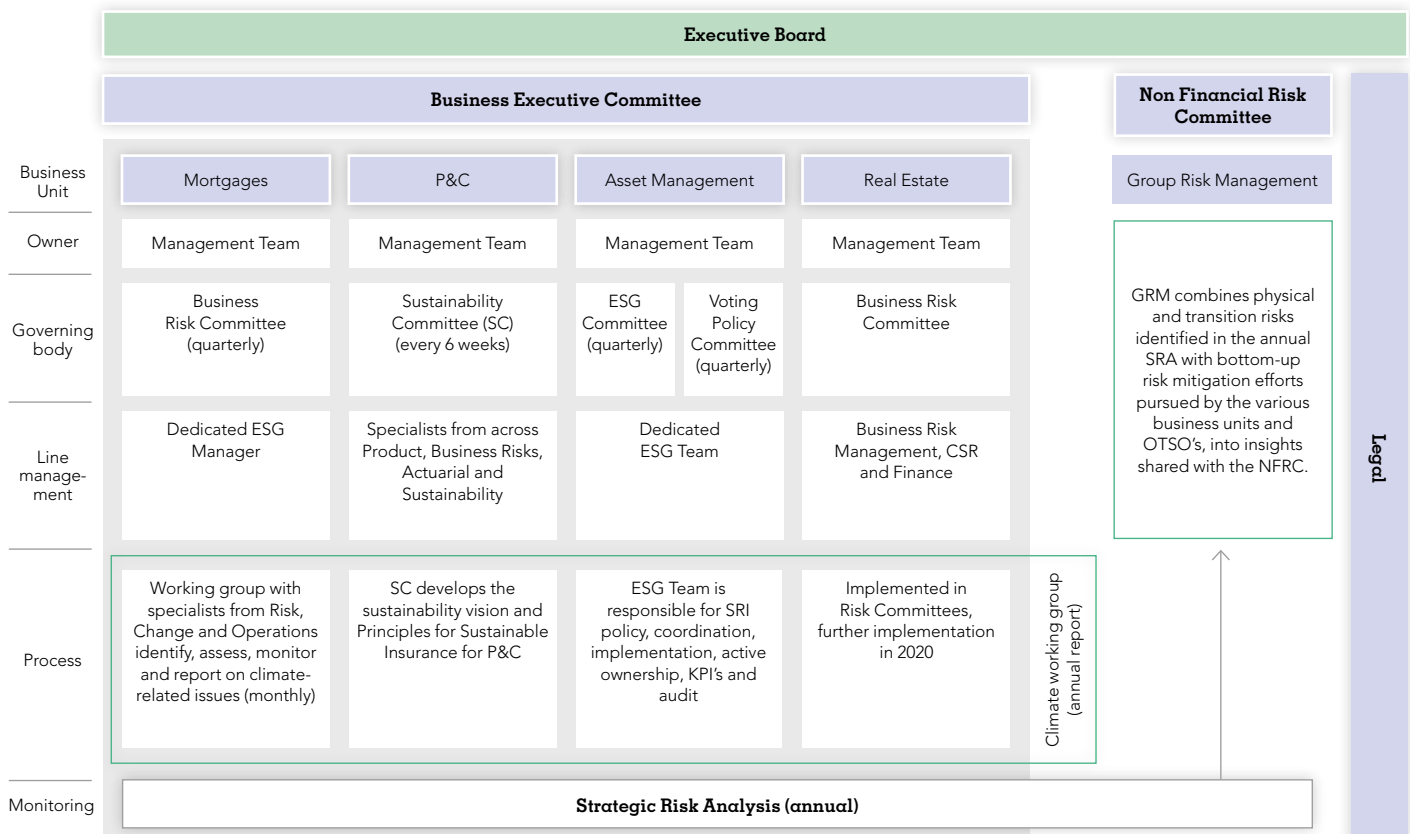 Executive Board
Business Executive Committee
Non Financial Risk
Committee
Legal
Business
Unit
Mortgages
P&C
Asset Management
Real Estate
Group Risk Management
Owner
Management Team
Management Team
Management Team
Management Team
Governing
body
Business
Risk Committee
(quarterly)
Sustainability
Committee (SC)
(every 6 weeks)
ESG
Committee
(quarterly)
Voting
Policy
Committee
(quarterly)
Business Risk
Committee
GRM combines physical
and transition risks
identified in the annual
SRA with bottom-up
risk mitigation efforts
pursued by the various
business units and
OTSO's, into insights
shared with the NFRC.
Line
manage-
ment
Dedicated ESG
Manager
Specialists from across
Product, Business Risks,
Actuarial and
Sustainability
Dedicated
ESG Team
Business Risk
Management, CSR
and Finance
Process
Working group with
specialists from Risk,
Change and Operations
identify, assess, monitor
and report on climate-
related issues (monthly)
SC develops the
sustainability vision and
Principles for Sustainable
Insurance for P&C
ESG Team is
responsible for SRI
policy, coordination,
implementation, active
ownership, KPI's and
audit
Implemented in
Risk Committees,
further implementation
in 2020
Climate working group
(annual report)
Monitoring
Strategic Risk Analysis (annual)